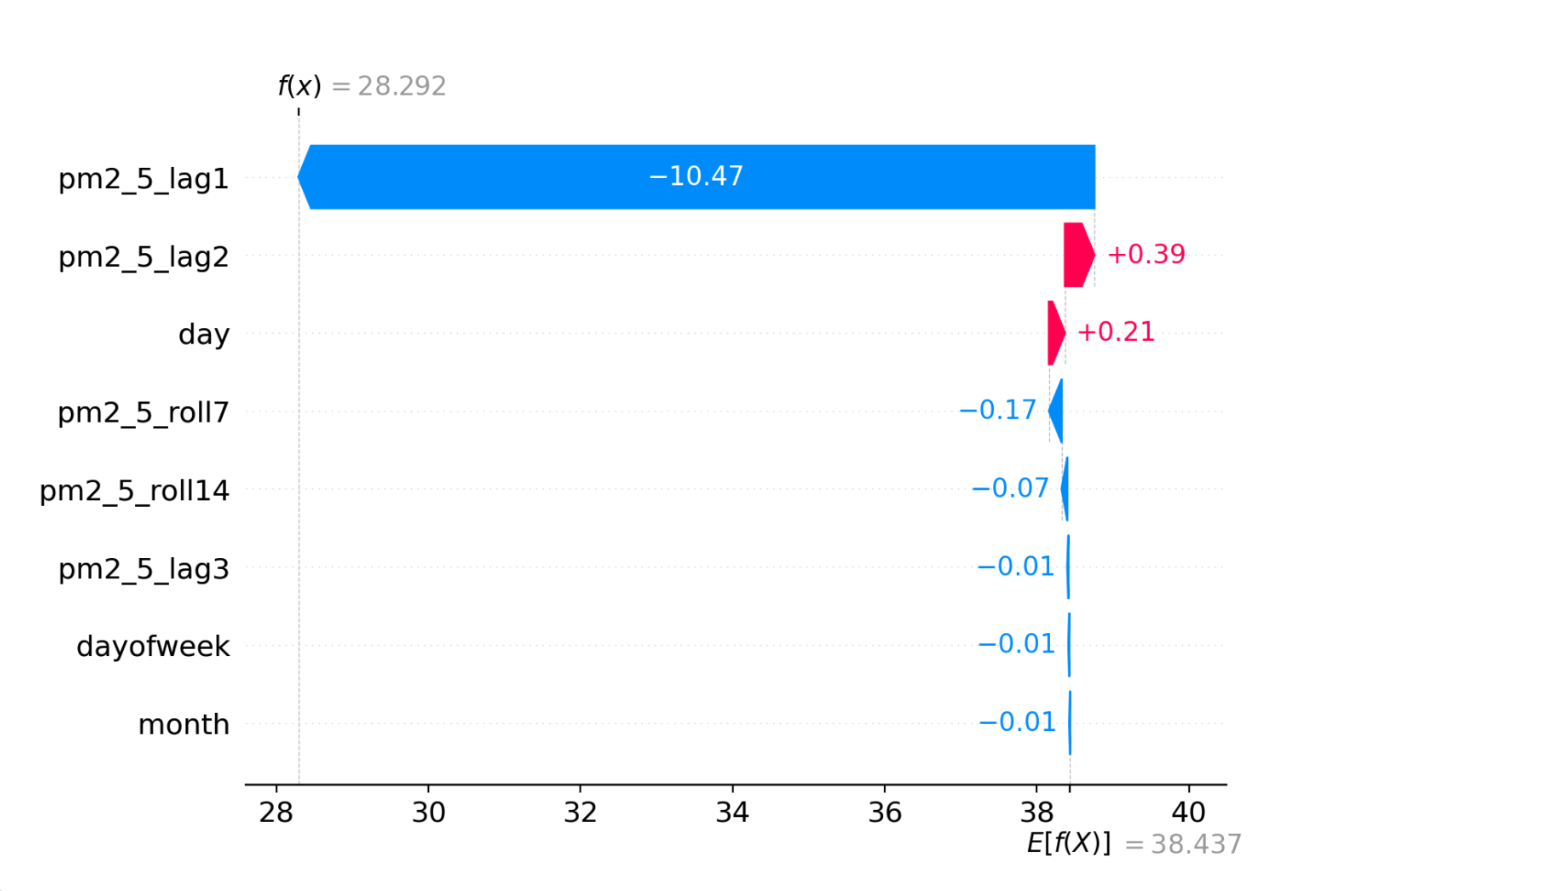 f(x) = 28.292
pm2_5_lag1 −10.47
pm2_5_lag2 +0.39
day +0.21
pm2_5_roll7 −0.17
pm2_5_roll14 −0.07
pm2_5_lag3 −0.01
dayofweek −0.01
month −0.01
28 30 32 34 36 38 40
E[f(X)] = 38.437